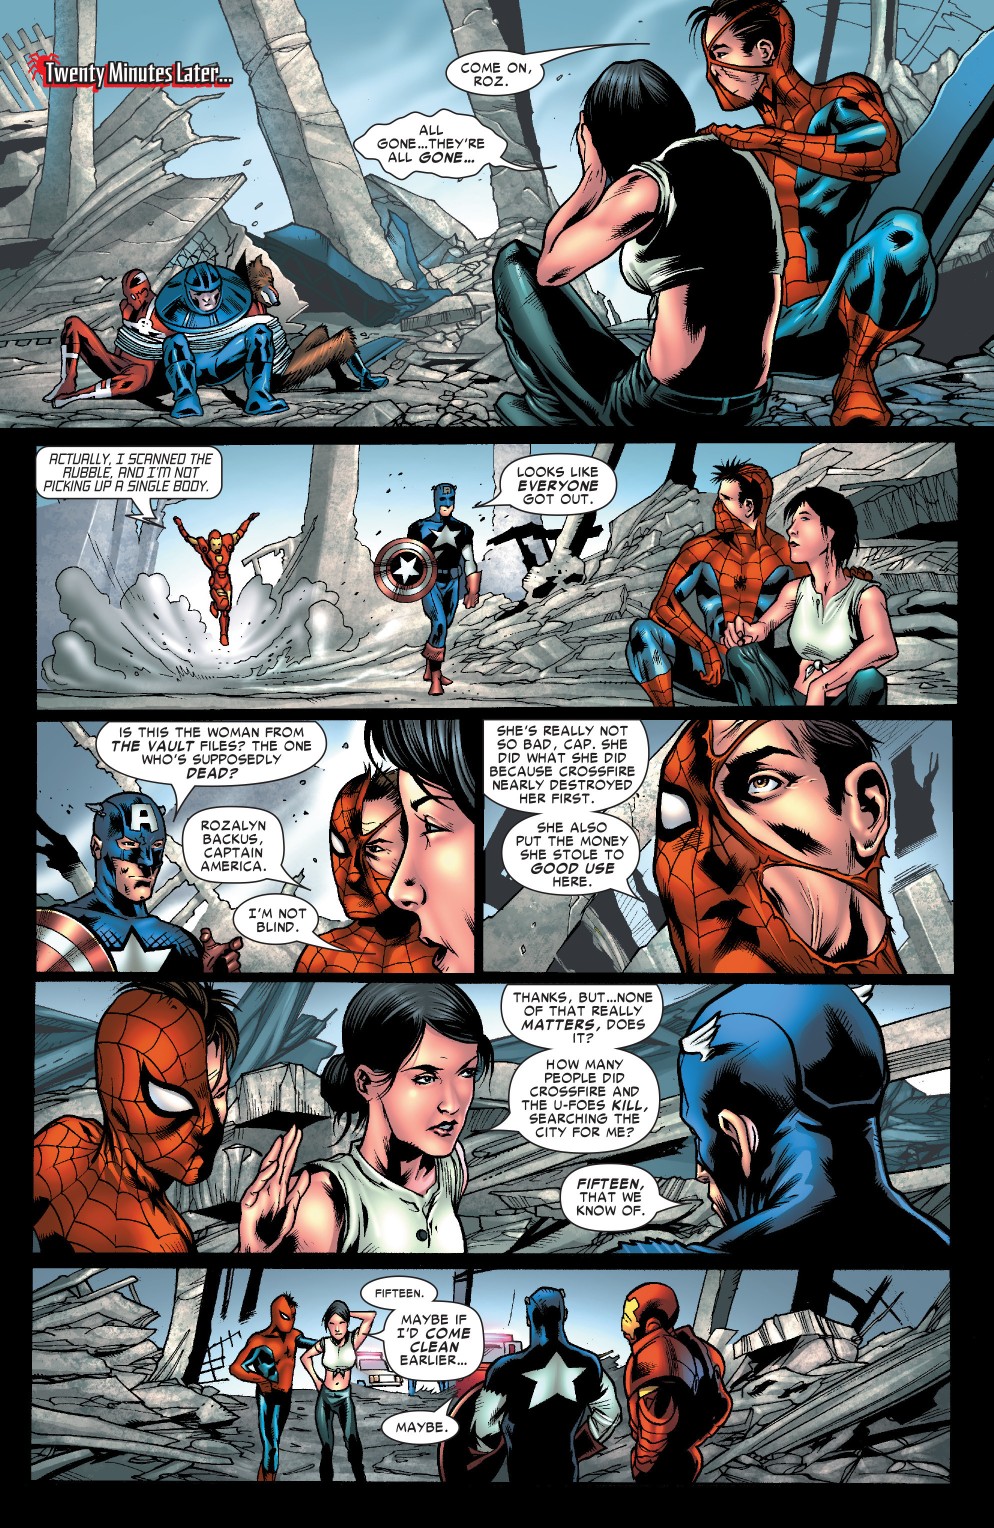 Twenty Minutes Later...
COME ON,
ROZ.
ALL
GONE...THEY'RE
ALL GONE...
ACTUALLY, I SCANNED THE
RUBBLE, AND I'M NOT
PICKING UP A SINGLE BODY.
LOOKS LIKE
EVERYONE
GOT OUT.
IS THIS THE WOMAN FROM
THE VAULT FILES? THE ONE
WHO'S SUPPOSEDLY
DEAD?
A
ROZALYN
BACKUS,
CAPTAIN
AMERICA.
I'M NOT
BLIND.
SHE'S REALLY NOT
SO BAD, CAP. SHE
DID WHAT SHE DID
BECAUSE CROSSFIRE
NEARLY DESTROYED
HER FIRST.
SHE ALSO
PUT THE MONEY
SHE STOLE TO
GOOD USE
HERE.
THANKS, BUT...NONE
OF THAT REALLY
MATTERS, DOES
IT?
HOW MANY
PEOPLE DID
CROSSFIRE AND
THE U-FOES KILL,
SEARCHING THE
CITY FOR ME?
FIFTEEN,
THAT WE
KNOW OF.
FIFTEEN.
MAYBE IF
I'D COME
CLEAN
EARLIER...
MAYBE.